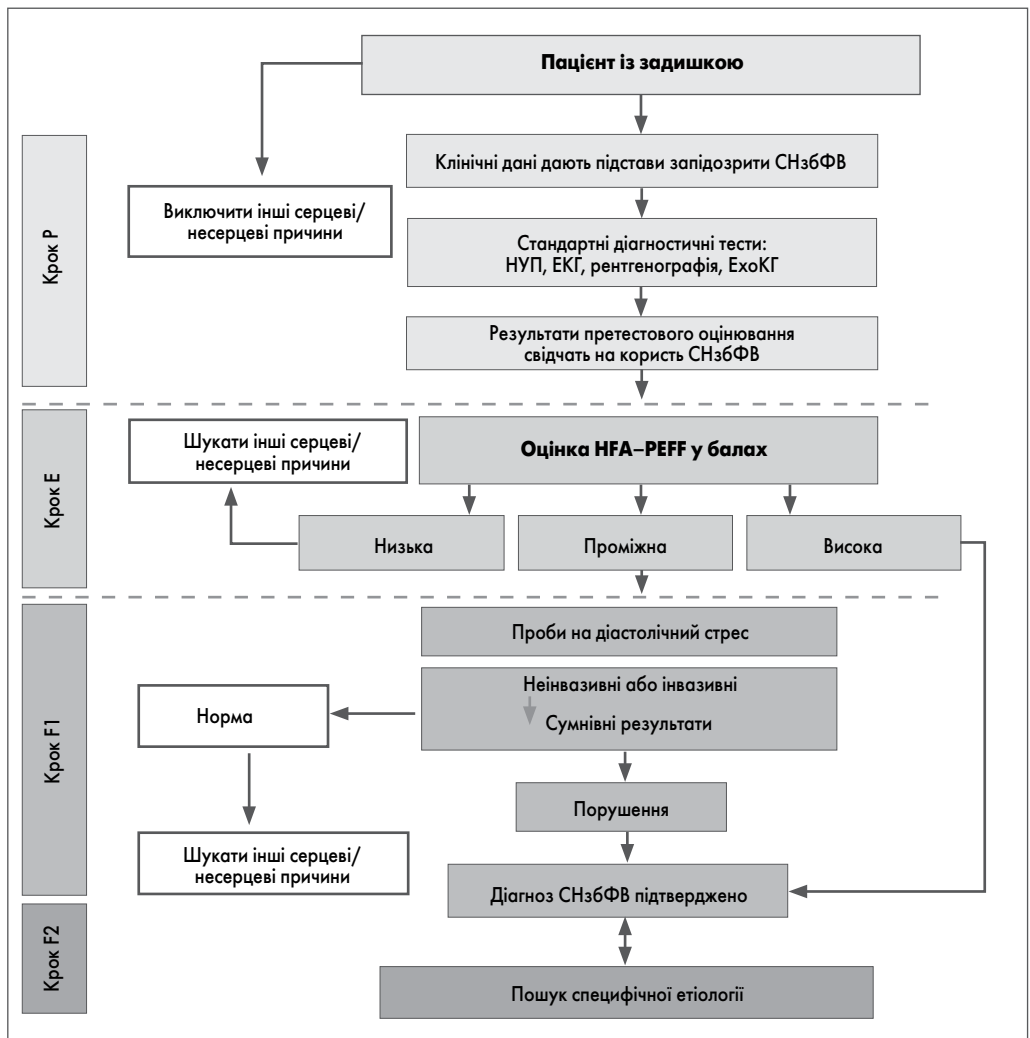 Пацієнт із задишкою
Крок P
Клінічні дані дають підстави запідозрити СНзбФВ
Виключити інші серцеві/
несерцеві причини
Стандартні діагностичні тести:
НУП, ЕКГ, рентгенографія, ЕхоКГ
Результати претестового оцінювання
свідчать на користь СНзбФВ
Крок E
Шукати інші серцеві/
несерцеві причини
Оцінка HFA–PEFF у балах
Низька
Проміжна
Висока
Крок F1
Проби на діастолічний стрес
Неінвазивні або інвазивні
Сумнівні результати
Норма
Порушення
Шукати інші серцеві/
несерцеві причини
Діагноз СНзбФВ підтверджено
Крок F2
Пошук специфічної етіології